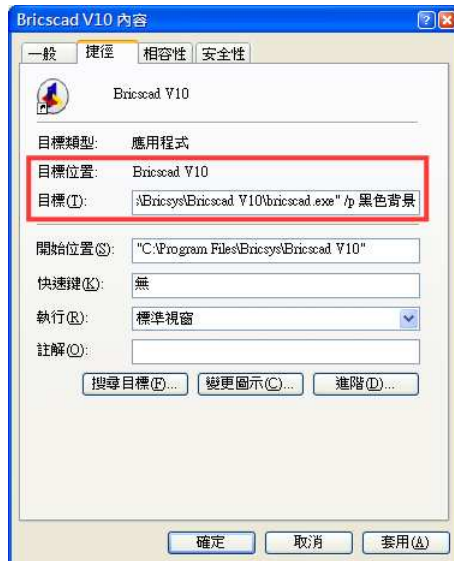 Bricscad V10 內容
一般 捷徑 相容性 安全性
Bricscad V10
目標類型: 應用程式
目標位置: Bricscad V10
目標(T): :\Bricsys\Bricscad V10\bricscad.exe" /p 黑色背景
開始位置(S): "C:\Program Files\Bricsys\Bricscad V10"
快速鍵(K): 無
執行(R): 標準視窗
註解(O):
搜尋目標(F)... 變更圖示(C)... 進階(D)...
確定 取消 套用(A)